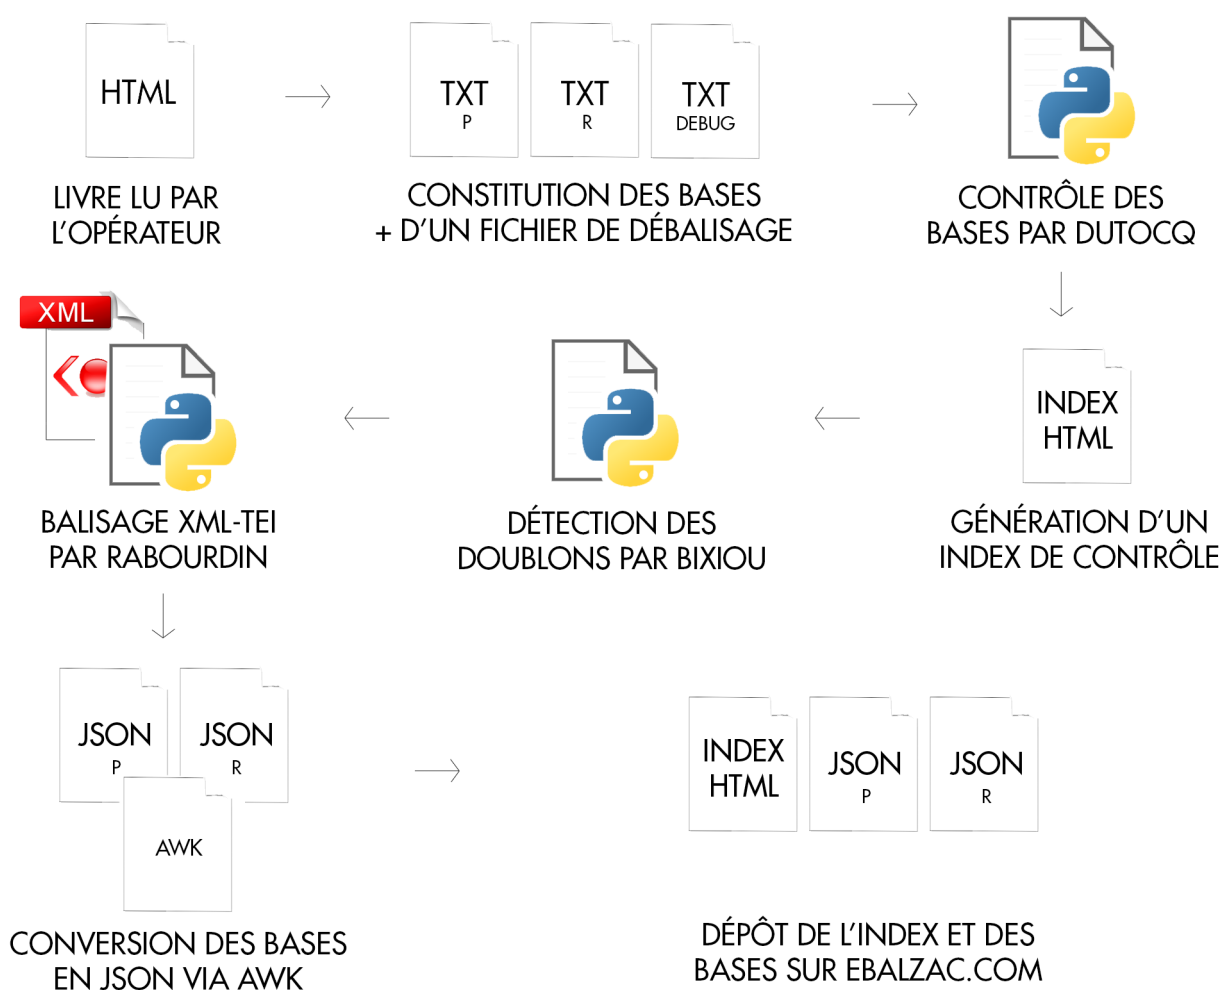 HTML
LIVRE LU PAR
L'OPÉRATEUR
TXT
P
TXT
R
TXT
DEBUG
CONSTITUTION DES BASES
+ D'UN FICHIER DE DÉBALISAGE
CONTRÔLE DES
BASES PAR DUTOCQ
INDEX
HTML
GÉNÉRATION D'UN
INDEX DE CONTRÔLE
DÉTECTION DES
DOUBLONS PAR BIXIOU
XML
BALISAGE XML-TEI
PAR RABOURDIN
JSON
P
JSON
R
AWK
CONVERSION DES BASES
EN JSON VIA AWK
INDEX
HTML
JSON
P
JSON
R
DÉPÔT DE L'INDEX ET DES
BASES SUR EBALZAC.COM